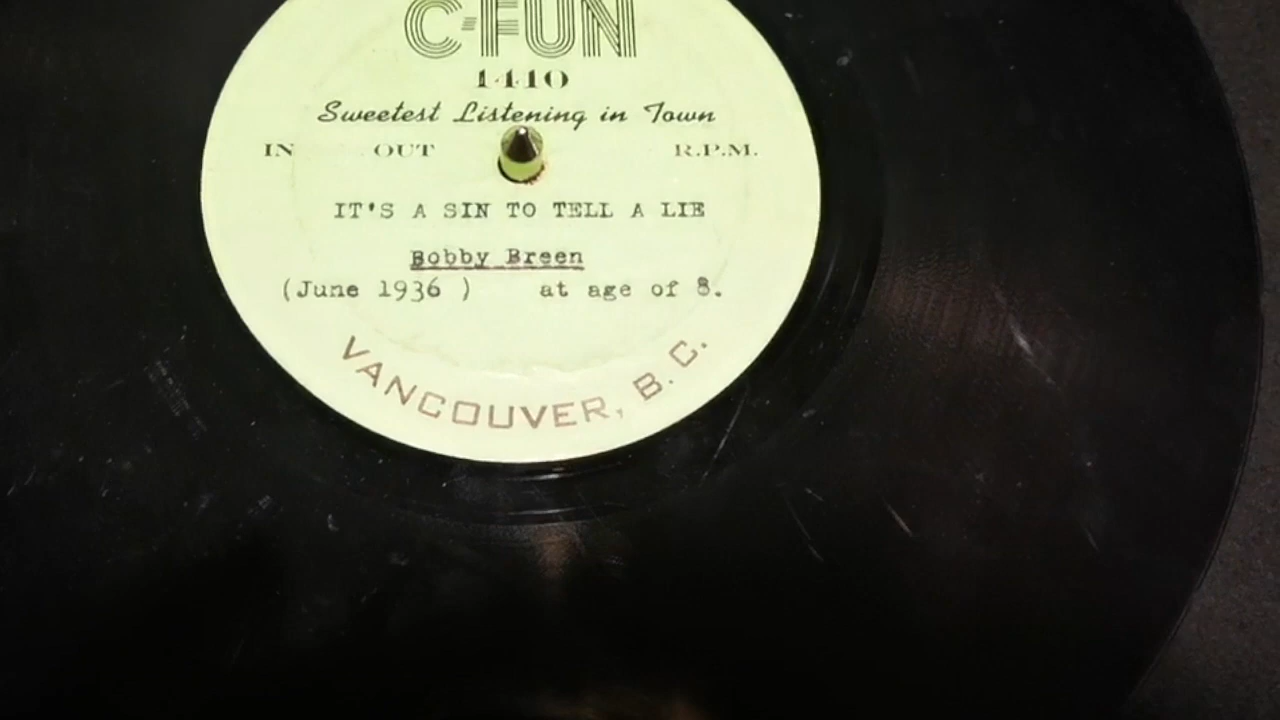 C-FUN
1410
Sweetest Listening in Town
IN OUT R.P.M.
IT'S A SIN TO TELL A LIE
Bobby Breen
(June 1936 ) at age of 8.
VANCOUVER, B.C.